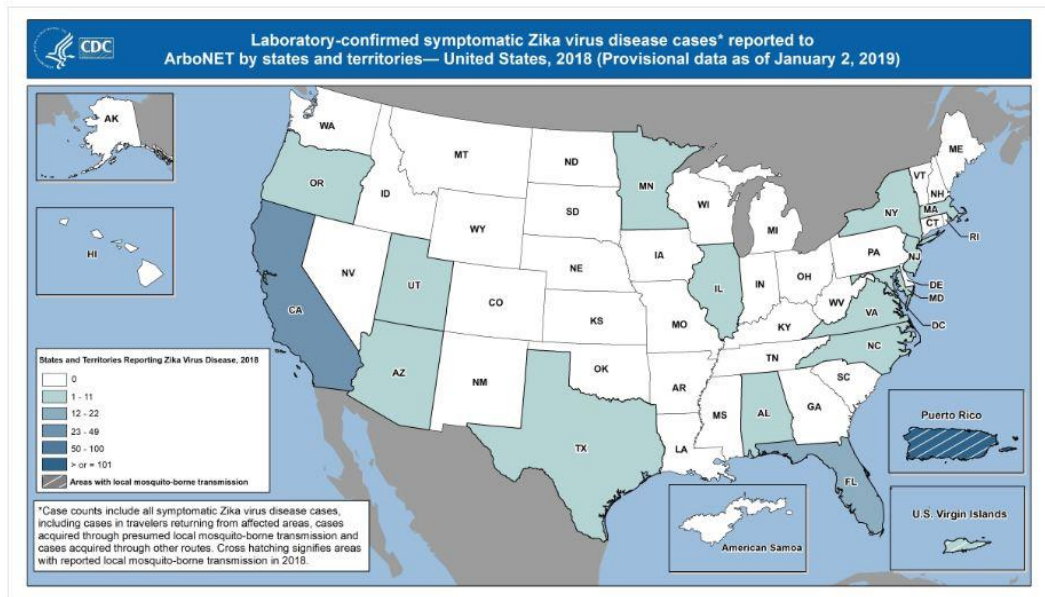 CDC
Laboratory-confirmed symptomatic Zika virus disease cases* reported to
ArboNET by states and territories— United States, 2018 (Provisional data as of January 2, 2019)
AK
HI
WA
MT
ND
MN
ME
VT
NH
OR
ID
SD
WI
NY
MA
CT
RI
WY
MI
IA
PA
NJ
NV
NE
IL
IN
OH
DE
MD
UT
CO
WV
VA
DC
CA
KS
MO
KY
NC
TN
AZ
NM
OK
AR
SC
MS
AL
GA
TX
LA
FL
States and Territories Reporting Zika Virus Disease, 2018
0
1 - 11
12 - 22
23 - 49
50 - 100
> or = 101
Areas with local mosquito-borne transmission
*Case counts include all symptomatic Zika virus disease cases,
including cases in travelers returning from affected areas, cases
acquired through presumed local mosquito-borne transmission and
cases acquired through other routes. Cross hatching signifies areas
with reported local mosquito-borne transmission in 2018.
Puerto Rico
American Samoa
U.S. Virgin Islands